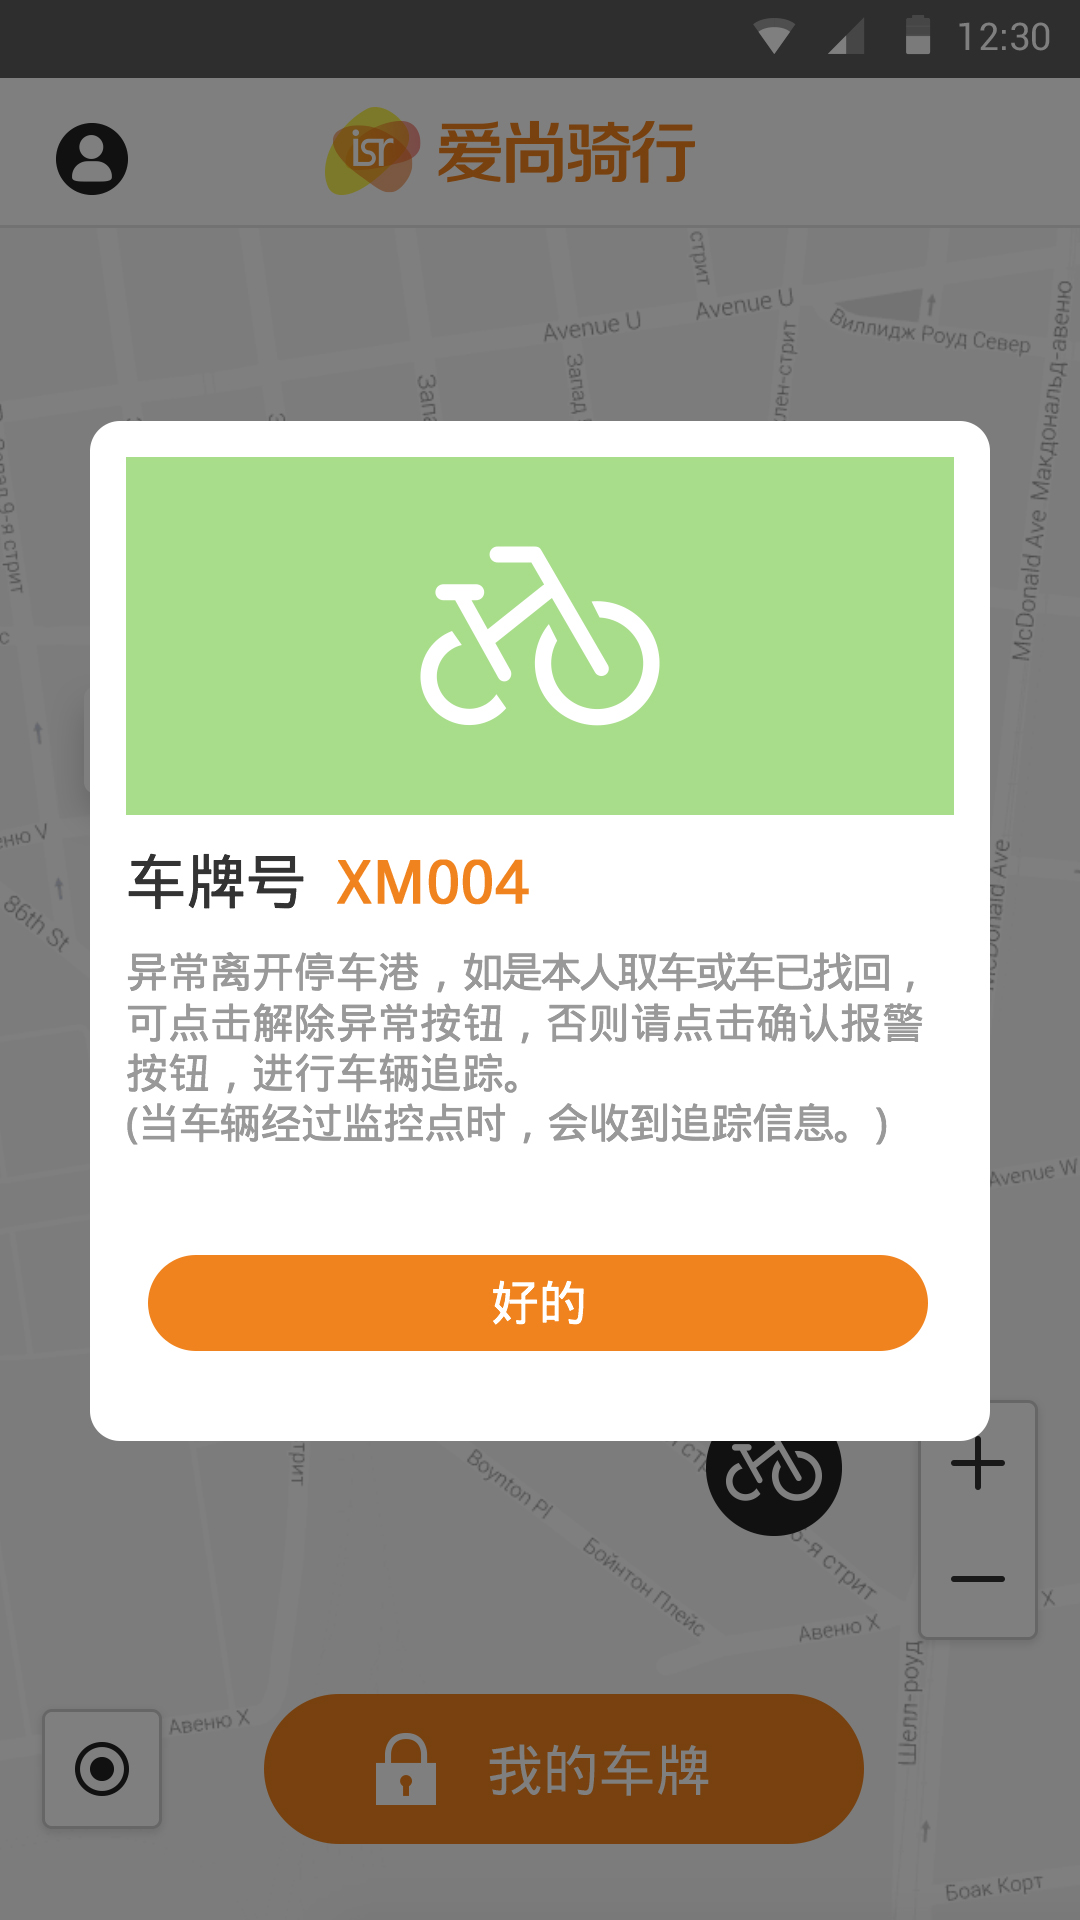 12:30
isr 爱尚骑行
стрит
Avenue U
Avenue U
Виллидж Роуд Север
Макдональд-авеню
McDonald Ave
Запад 9-я стрит
86th St
车牌号 XM004
异常离开停车港，如是本人取车或车已找回，
可点击解除异常按钮，否则请点击确认报警
按钮，进行车辆追踪。
(当车辆经过监控点时，会收到追踪信息。)
Avenue W
好的
Boynton Pl
Бойнтон Плейс
Авеню X
X
Шелл-роуд
Авеню X
我的车牌
Боак Корт